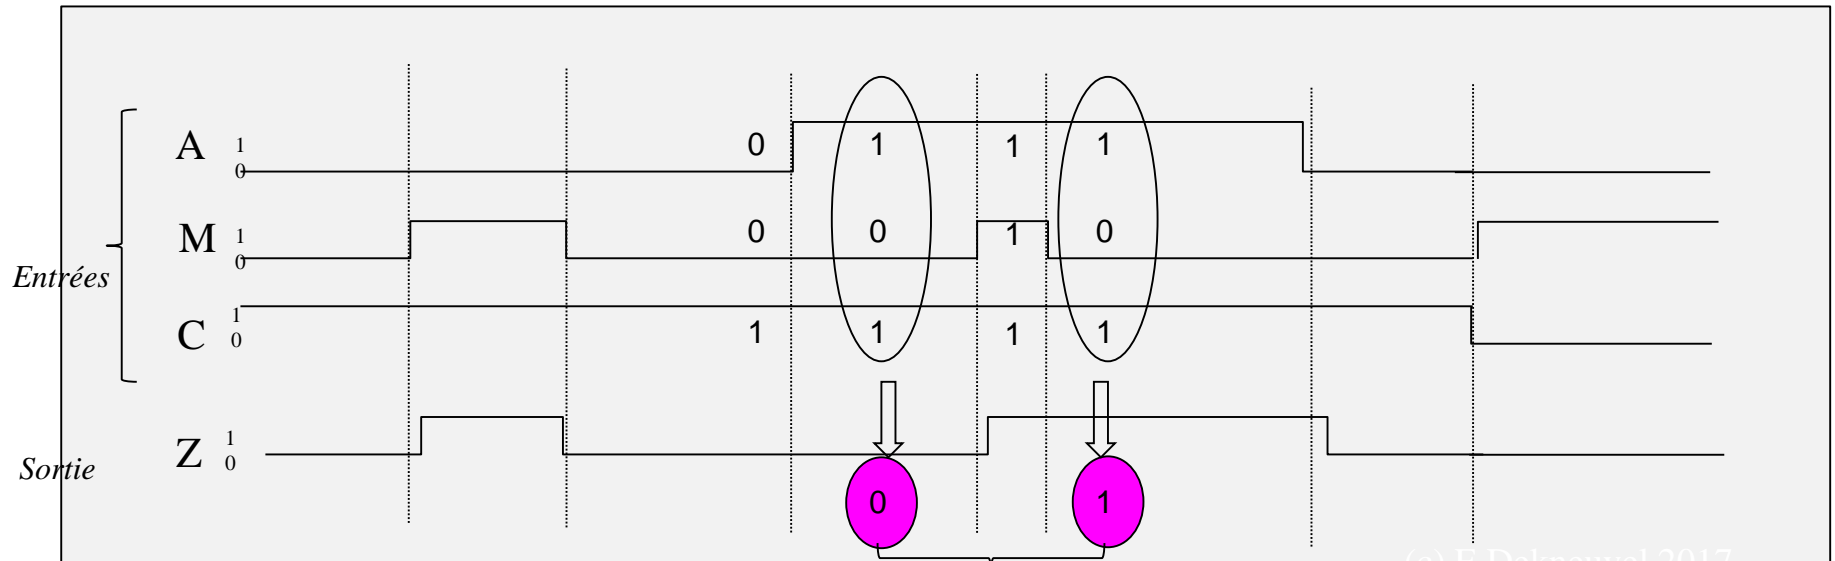 A 1 0 0 1 1 1
M 1 0 0 0 1 0
Entrées
C 1 0 1 1 1 1
Z 1 0
Sortie
0 1